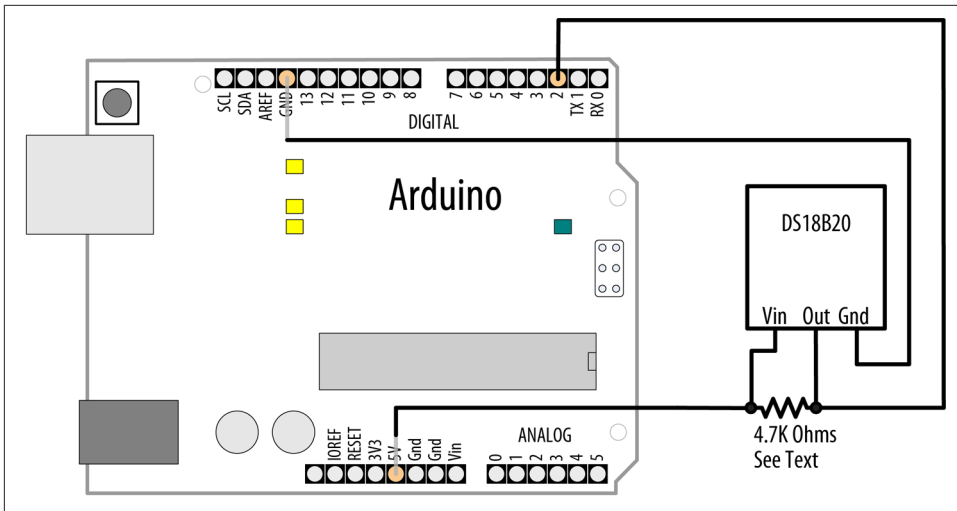 SCL
SDA
AREF
GND
13
12
11
10
9
8
7
6
5
4
3
2
TX 1
RX 0
DIGITAL
Arduino
DS18B20
Vin Out Gnd
4.7K Ohms
See Text
ANALOG
IOREF
RESET
3V3
5V
Gnd
Gnd
Vin
0
1
2
3
4
5